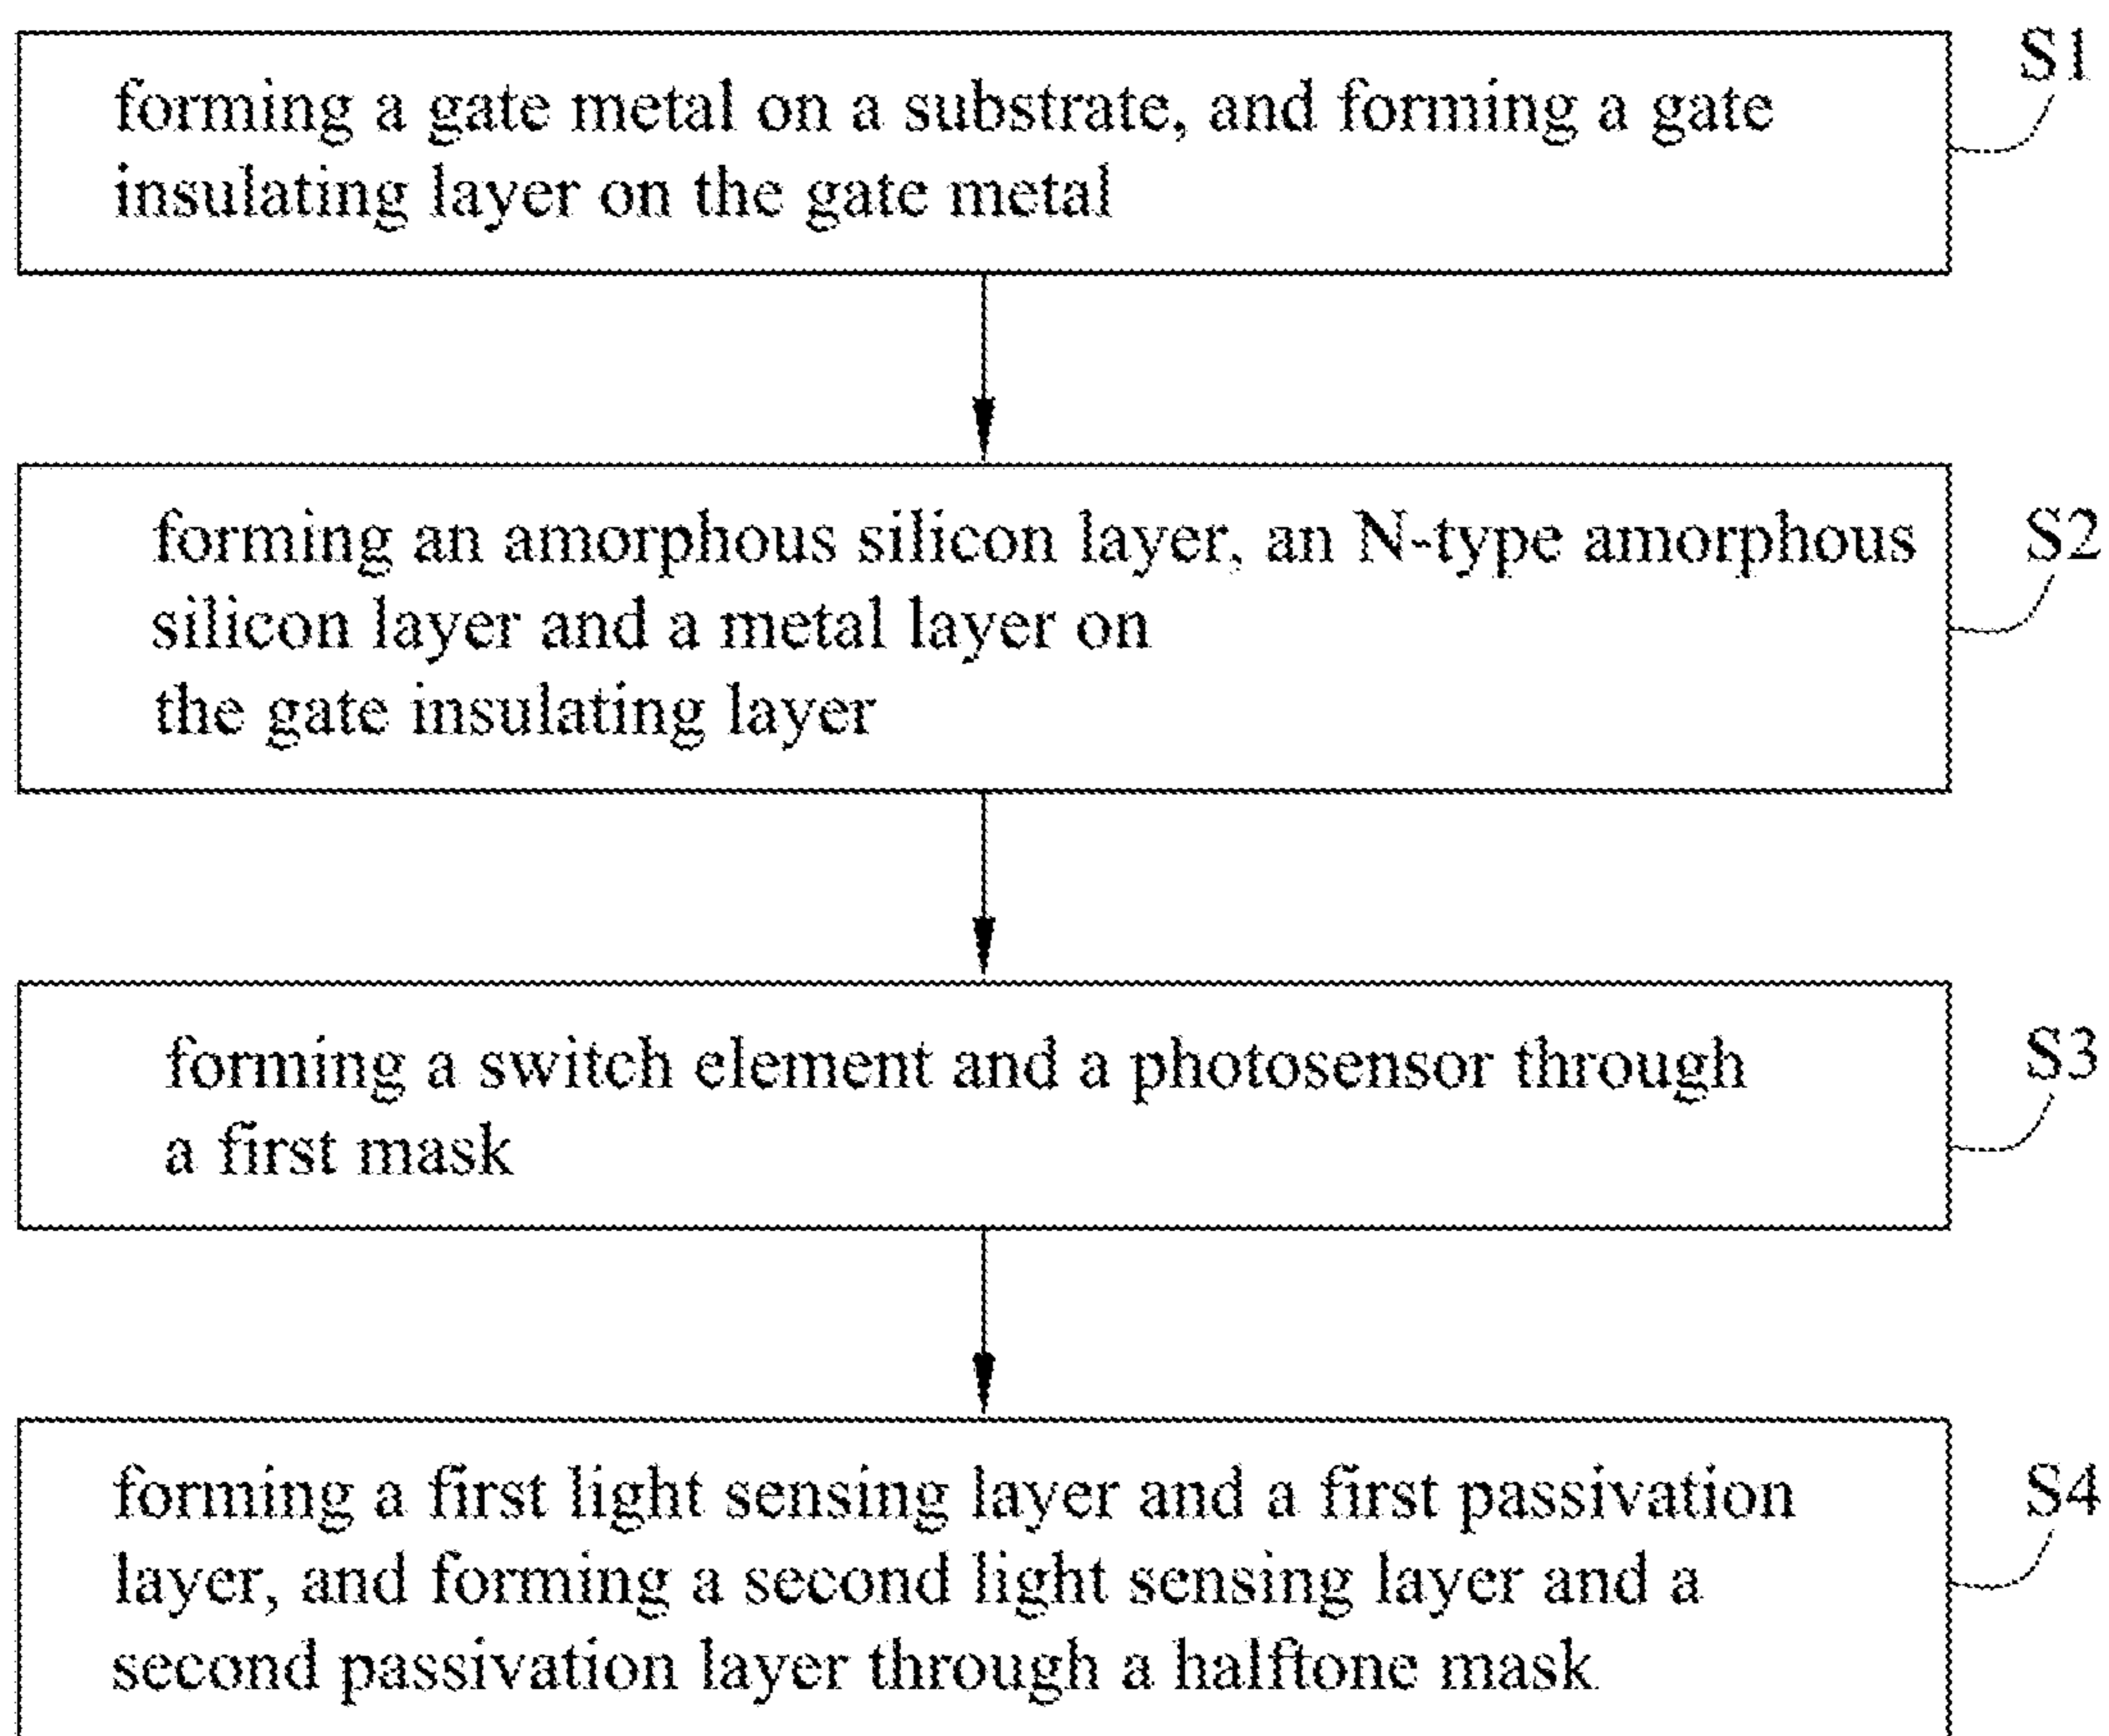 S1
forming a gate metal on a substrate, and forming a gate
insulating layer on the gate metal
forming an amorphous silicon layer, an N-type amorphous
S2
silicon layer and a metal layer on
the gate insulating layer
forming a switch element and a photosensor through
S3
a first mask
forming a first light sensing layer and a first passivation
S4
layer, and forming a second light sensing layer and a
second passivation layer through a halftone mask